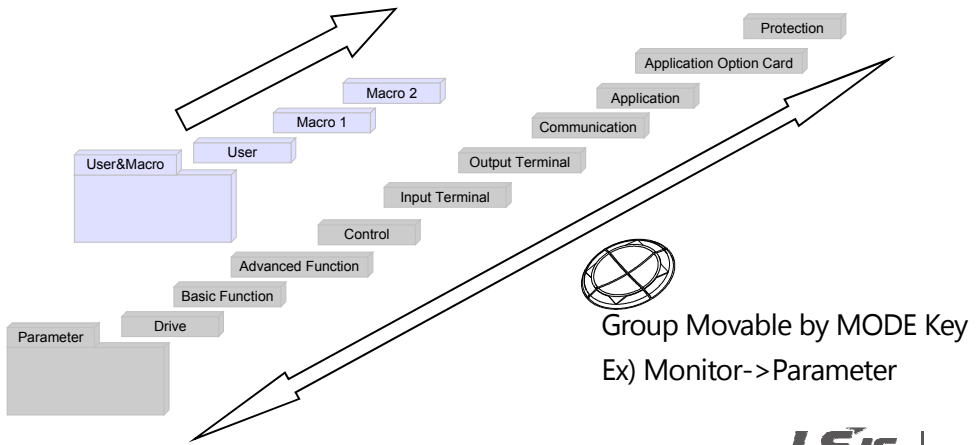 Protection
Application Option Card
Application
Communication
Output Terminal
Input Terminal
Control
Advanced Function
Basic Function
Drive
Parameter
Macro 2
Macro 1
User
User&Macro
Group Movable by MODE Key
Ex) Monitor->Parameter